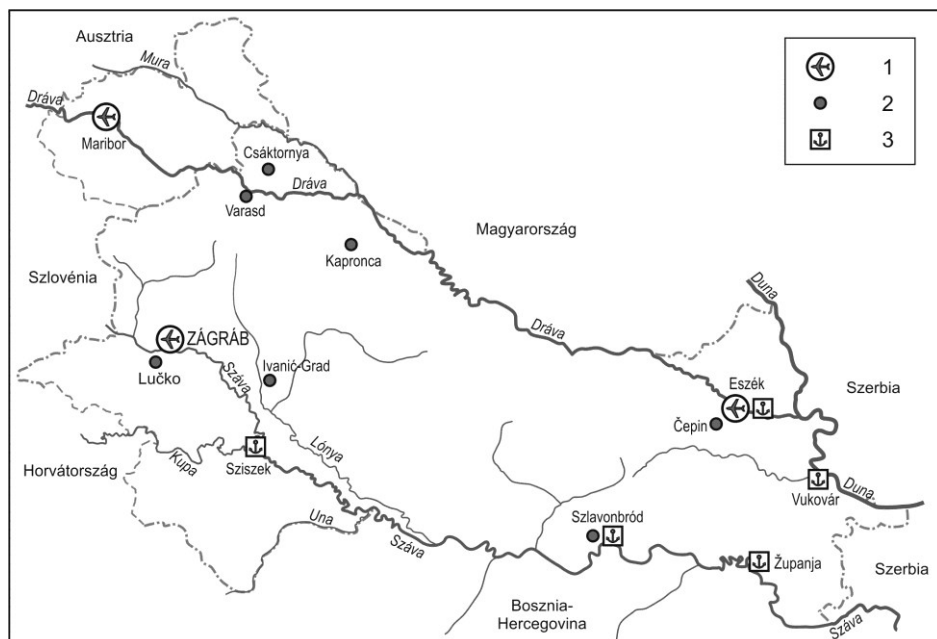 Ausztria
Mura
Dráva
Maribor
Csáktornya
Dráva
Varasd
Magyarország
Kapronca
Szlovénia
Duna
ZÁGRÁB
Dráva
Lučko
Ivanić-Grad
Száva
Eszék
Szerbia
Čepin
Lónya
Horvátország
Kupa
Sziszek
Vukovár
Duna
Una
Száva
Szlavonbród
Županja
Szerbia
Bosznia-
Hercegovina
Száva
1
2
3